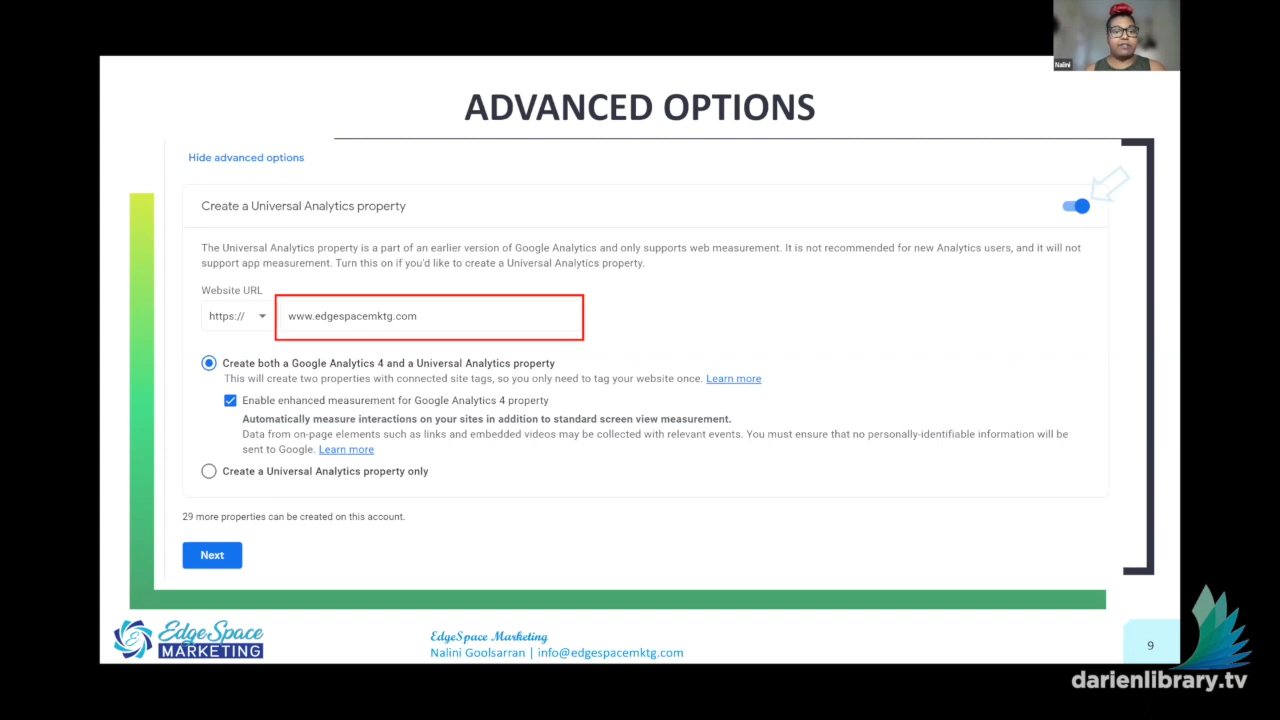 Nalini
ADVANCED OPTIONS
Hide advanced options
Create a Universal Analytics property
The Universal Analytics property is a part of an earlier version of Google Analytics and only supports web measurement. It is not recommended for new Analytics users, and it will not
support app measurement. Turn this on if you'd like to create a Universal Analytics property.
Website URL
https://
www.edgespacemktg.com
Create both a Google Analytics 4 and a Universal Analytics property
This will create two properties with connected site tags, so you only need to tag your website once. Learn more
Enable enhanced measurement for Google Analytics 4 property
Automatically measure interactions on your sites in addition to standard screen view measurement.
Data from on-page elements such as links and embedded videos may be collected with relevant events. You must ensure that no personally-identifiable information will be
sent to Google. Learn more
Create a Universal Analytics property only
29 more properties can be created on this account.
Next
EdgeSpace
MARKETING
EdgeSpace Marketing
Nalini Goolsarran | info@edgespacemktg.com
9
darienlibrary.tv